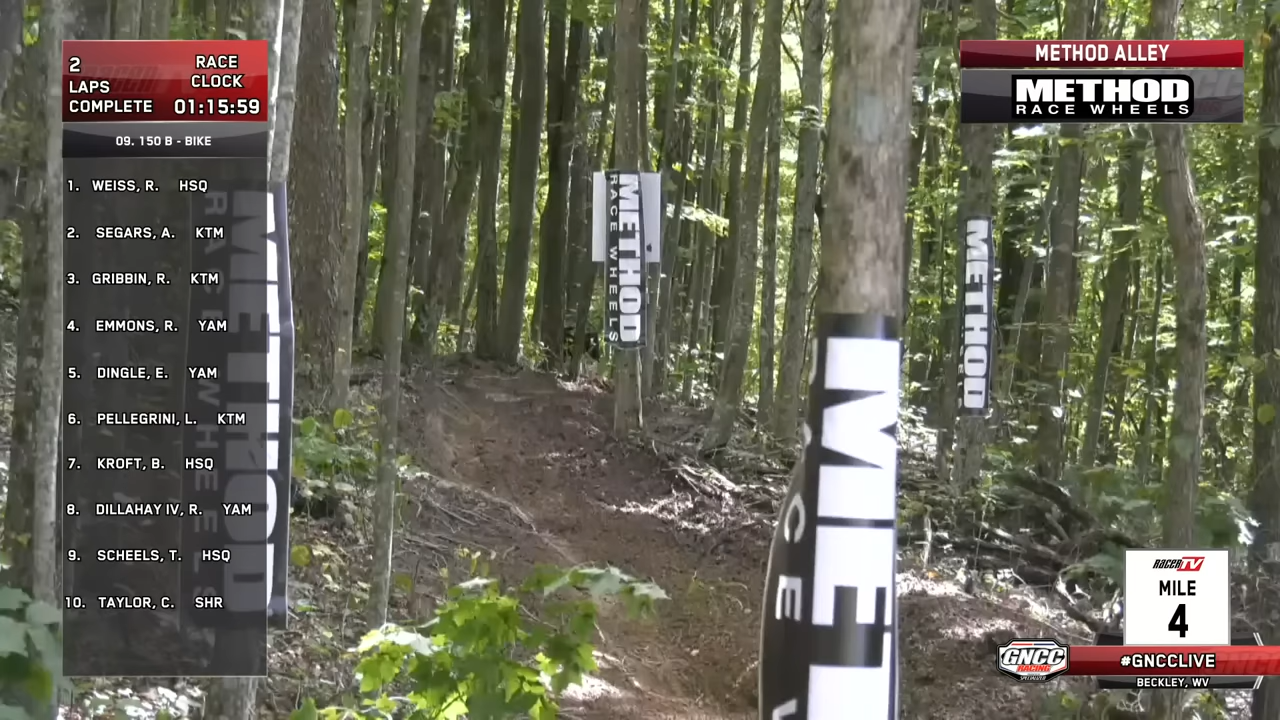 2
LAPS
COMPLETE
RACE
CLOCK
01:15:59
09. 150 B - BIKE
1. WEISS, R. HSQ
2. SEGARS, A. KTM
3. GRIBBIN, R. KTM
4. EMMONS, R. YAM
5. DINGLE, E. YAM
6. PELLEGRINI, L. KTM
7. KROFT, B. HSQ
8. DILLAHAY IV, R. YAM
9. SCHEELS, T. HSQ
10. TAYLOR, C. SHR
METHOD ALLEY
METHOD
RACE WHEELS
METHOD
RACE WHEELS
METHOD
METHOD
RACER TV
MILE
4
GNCC
RACING
SPECIALIZED
#GNCCLIVE
BECKLEY, WV